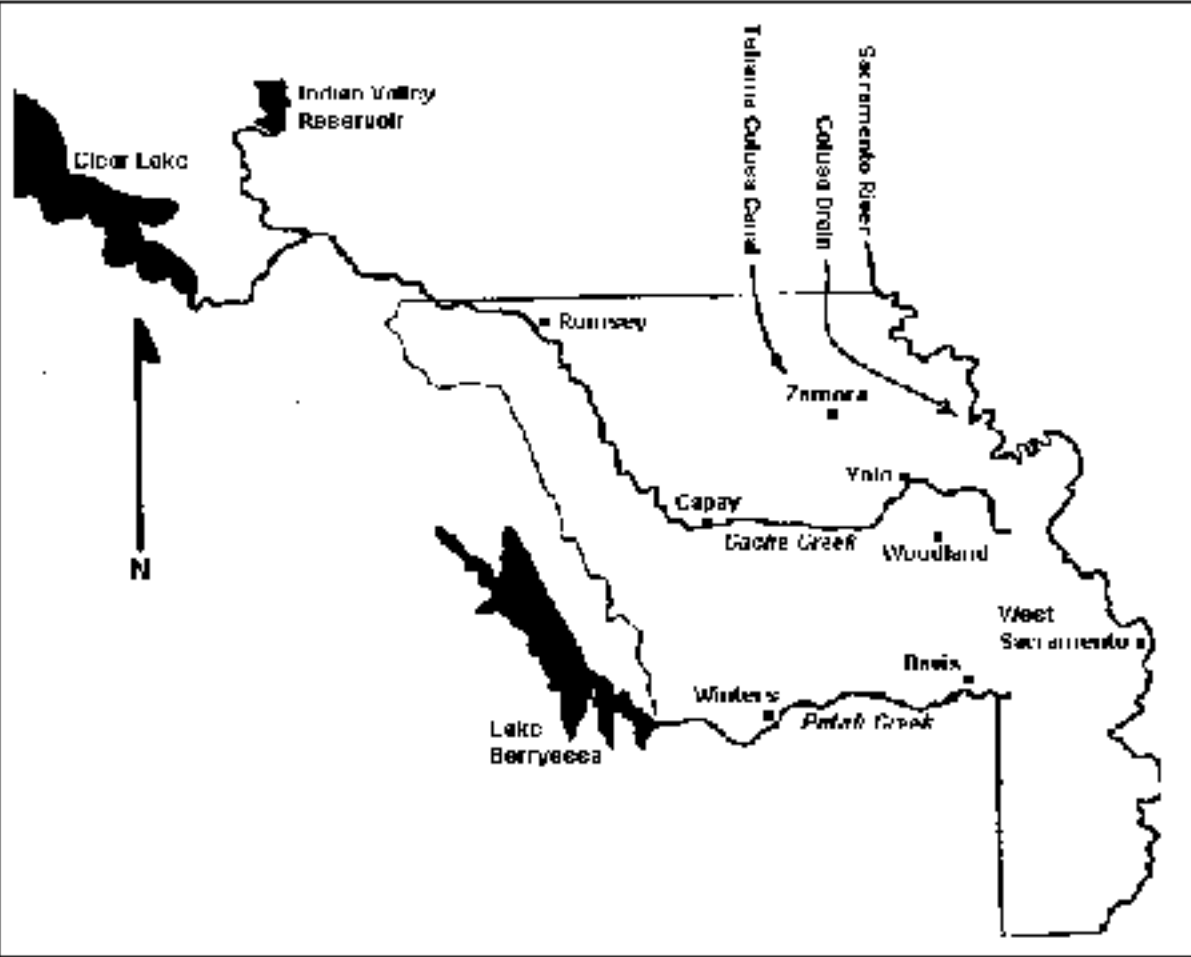 Indian Valley
Reservoir
Clear Lake
Tehama Colusa Canal
Colusa Drain
Sacramento River
Rumsey
Zamora
Yolo
Capay
Cache Creek
Woodland
N
West
Sacramento
Davis
Winters
Putah Creek
Lake
Berryessa